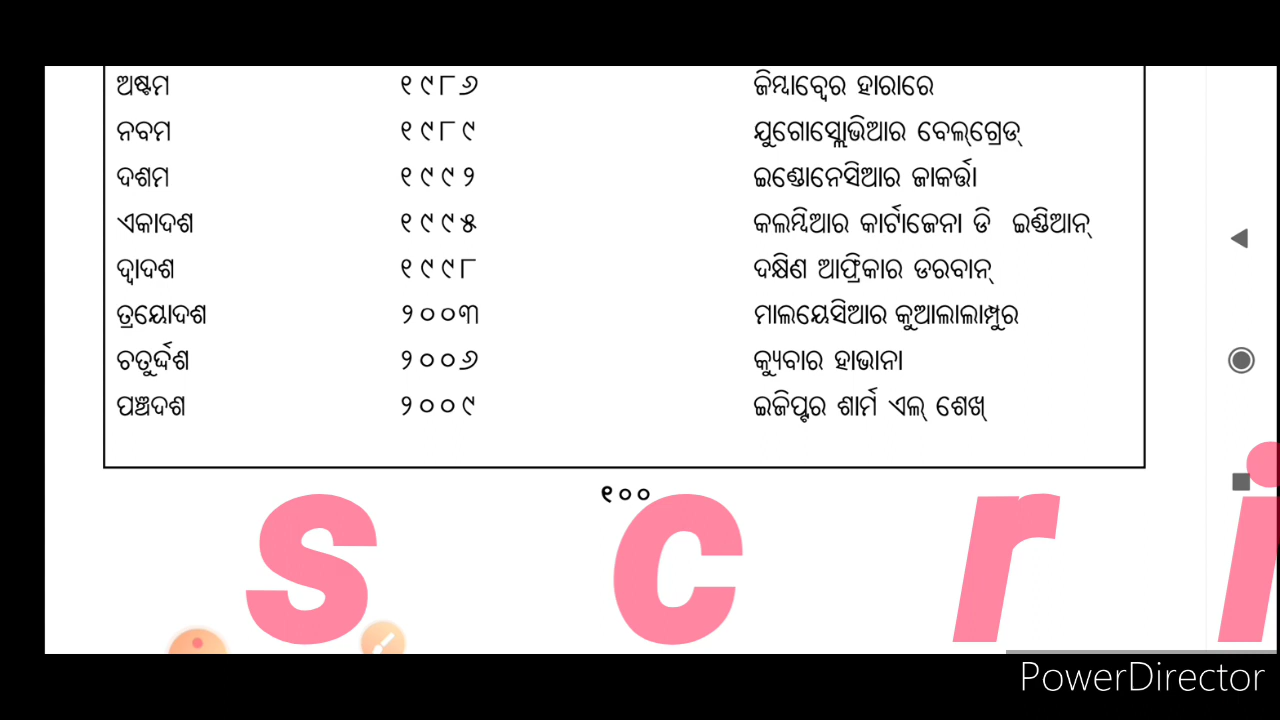 ଅଷ୍ଟମ ୧୯୮୬ ଜିମ୍ବାବ୍ୱେର ହାରାରେ
ନବମ ୧୯୮୯ ଯୁଗୋସ୍ଲୋଭିଆର ବେଲ୍‌ଗ୍ରେଡ୍
ଦଶମ ୧୯୯୨ ଇଣ୍ଡୋନେସିଆର ଜାକର୍ତ୍ତା
ଏକାଦଶ ୧୯୯୫ କଲମ୍ବିଆର କାର୍ଟାଜେନା ଡି ଇଣ୍ଡିଆନ୍
ଦ୍ୱାଦଶ ୧୯୯୮ ଦକ୍ଷିଣ ଆଫ୍ରିକାର ଡରବାନ୍
ତ୍ରୟୋଦଶ ୨୦୦୩ ମାଲୟେସିଆର କୁଆଲାଲାମ୍ପୁର
ଚତୁର୍ଦ୍ଦଶ ୨୦୦୬ କ୍ୟୁବାର ହାଭାନା
ପଞ୍ଚଦଶ ୨୦୦୯ ଇଜିପ୍ଟର ଶାର୍ମ ଏଲ୍ ଶେଖ୍
୧୦୦
s c r i
PowerDirector